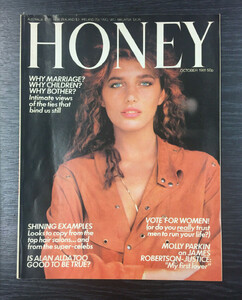 HONEY
OCTOBER 1981 60p
WHY MARRIAGE?
WHY CHILDREN?
WHY BOTHER?
Intimate views
of the ties that
bind us still
SHINING EXAMPLES
Looks to copy from the
top hair salons... and
from the super-celebs
IS ALAN ALDA TOO
GOOD TO BE TRUE?
VOTE FOR WOMEN!
(or do you really trust
men to run your life?)
MOLLY PARKIN
on JAMES
ROBERTSON-JUSTICE:
"My first lover"